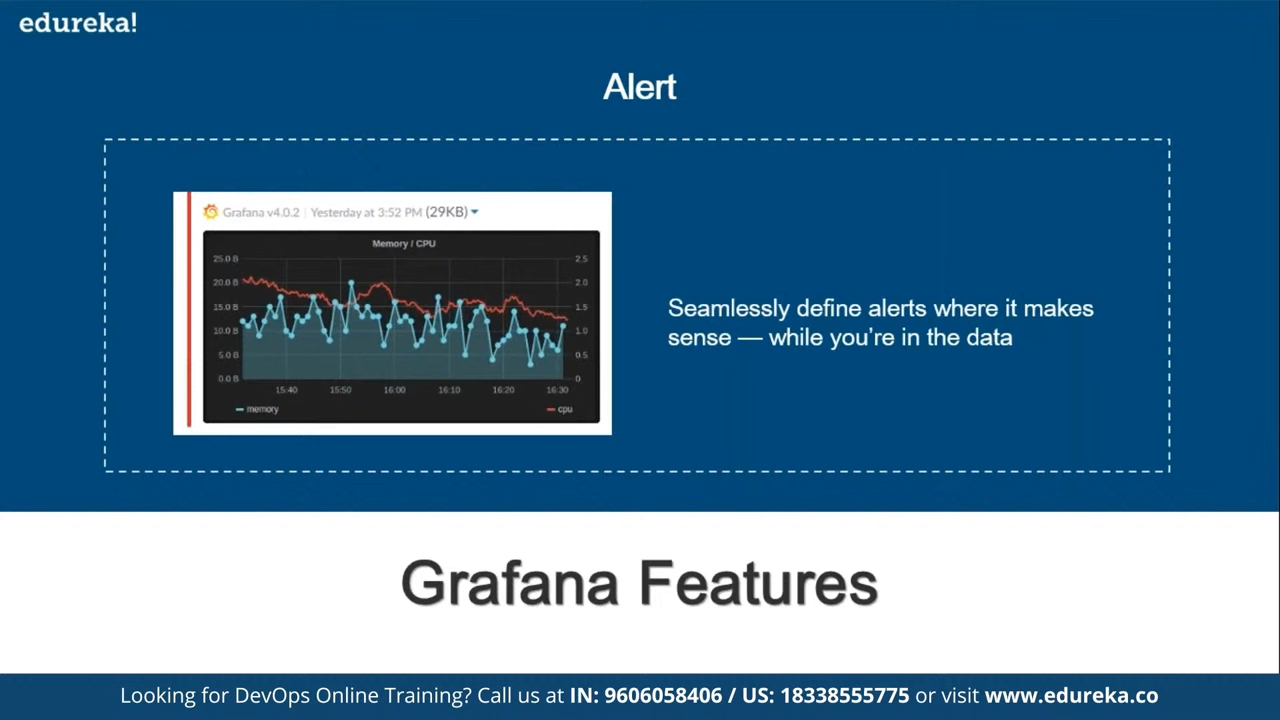 edureka!
Alert
Grafana v4.0.2 | Yesterday at 3:52 PM (29KB)
Memory / CPU
25.0 B
2.5
20.0 B
2.0
15.0 B
1.5
10.0 B
1.0
5.0 B
0.5
0.0 B
0
15:40 15:50 16:00 16:10 16:20 16:30
memory
cpu
Seamlessly define alerts where it makes
sense — while you're in the data
Grafana Features
Looking for DevOps Online Training? Call us at IN: 9606058406 / US: 18338555775 or visit www.edureka.co